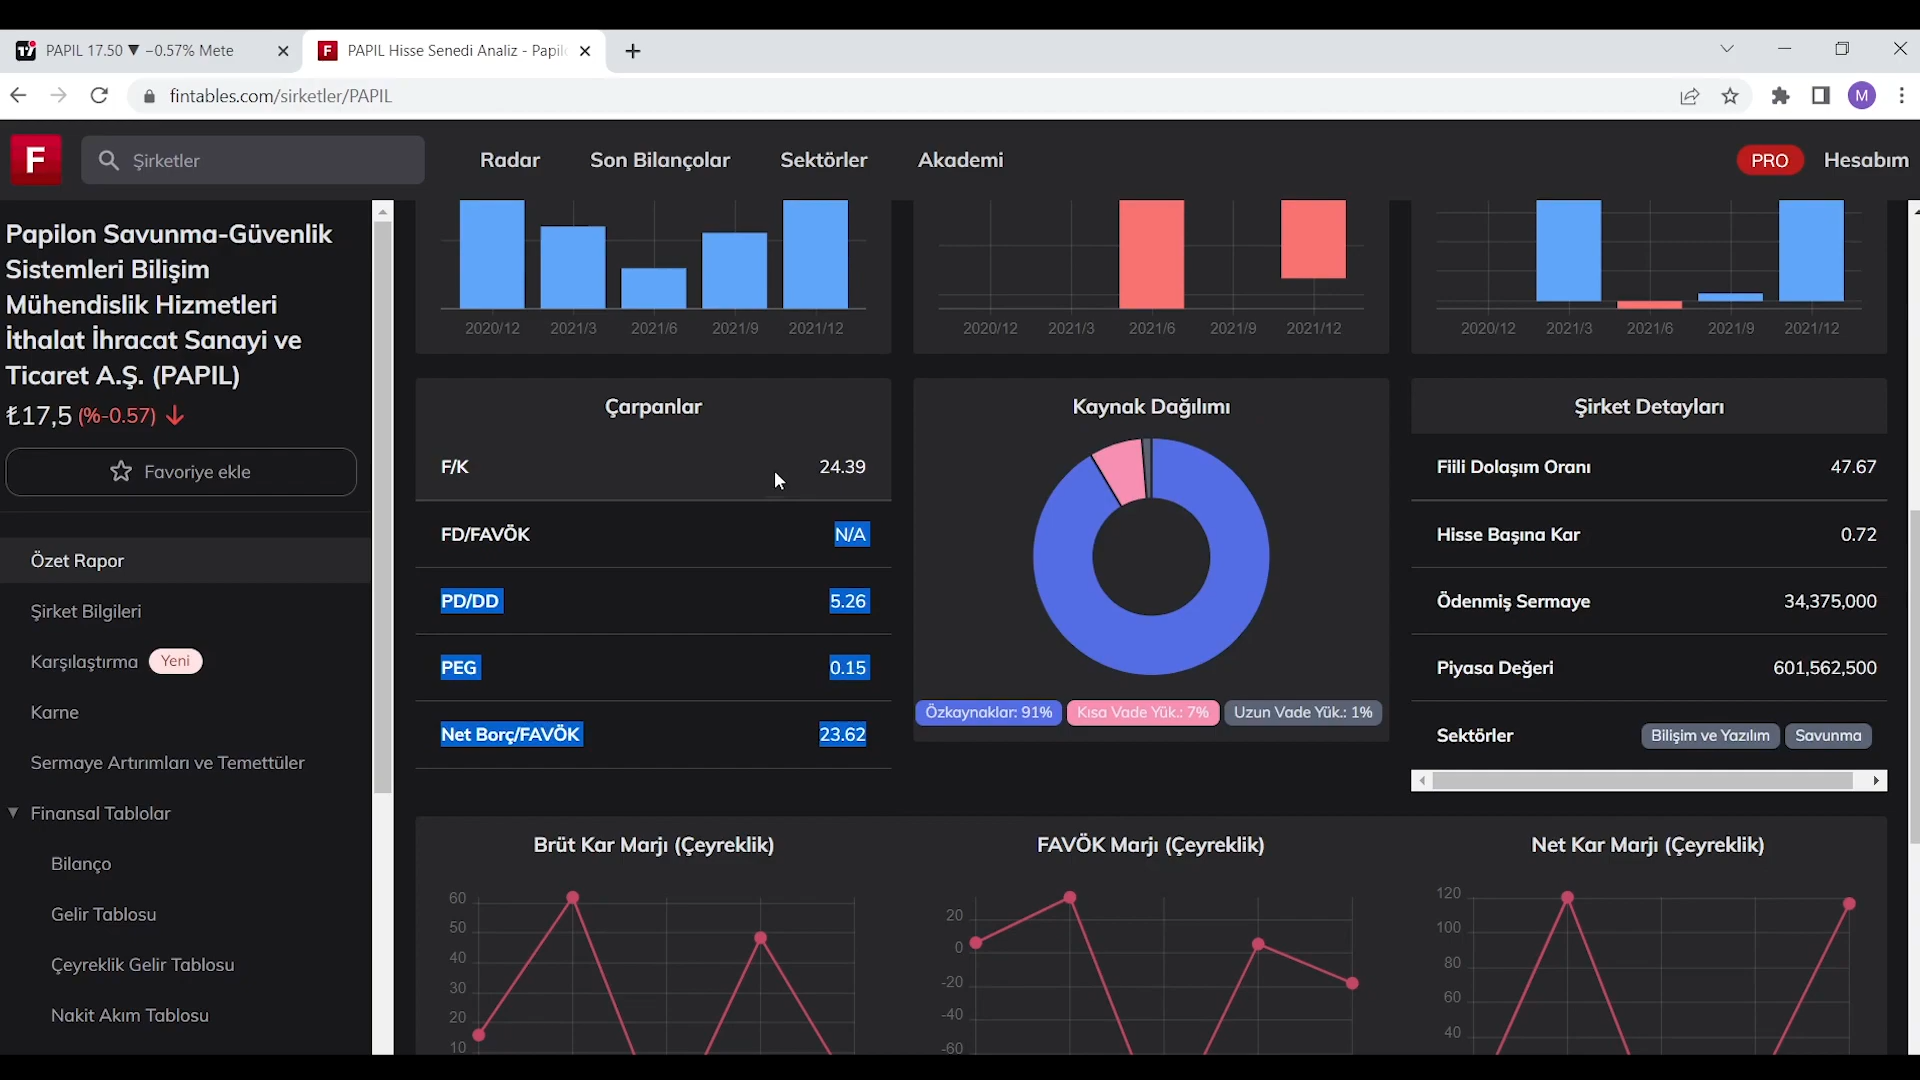 PAPIL 17.50 ▼ −0.57% Mete
F PAPIL Hisse Senedi Analiz - Papil
fintables.com/sirketler/PAPIL
M
F
Şirketler
Radar
Son Bilançolar
Sektörler
Akademi
PRO
Hesabım
Papilon Savunma-Güvenlik
Sistemleri Bilişim
Mühendislik Hizmetleri
İthalat İhracat Sanayi ve
Ticaret A.Ş. (PAPIL)
₺17,5 (%-0.57)
Favoriye ekle
Özet Rapor
Şirket Bilgileri
Karşılaştırma Yeni
Karne
Sermaye Artırımları ve Temettüler
Finansal Tablolar
Bilanço
Gelir Tablosu
Çeyreklik Gelir Tablosu
Nakit Akım Tablosu
2020/12 2021/3 2021/6 2021/9 2021/12
2020/12 2021/3 2021/6 2021/9 2021/12
2020/12 2021/3 2021/6 2021/9 2021/12
Çarpanlar
F/K 24.39
FD/FAVÖK N/A
PD/DD 5.26
PEG 0.15
Net Borç/FAVÖK 23.62
Kaynak Dağılımı
Özkaynaklar: 91% Kısa Vade Yük.: 7% Uzun Vade Yük.: 1%
Şirket Detayları
Fiili Dolaşım Oranı 47.67
Hisse Başına Kar 0.72
Ödenmiş Sermaye 34,375,000
Piyasa Değeri 601,562,500
Sektörler Bilişim ve Yazılım Savunma
Brüt Kar Marjı (Çeyreklik)
60
50
40
30
20
10
FAVÖK Marjı (Çeyreklik)
20
0
-20
-40
-60
Net Kar Marjı (Çeyreklik)
120
100
80
60
40